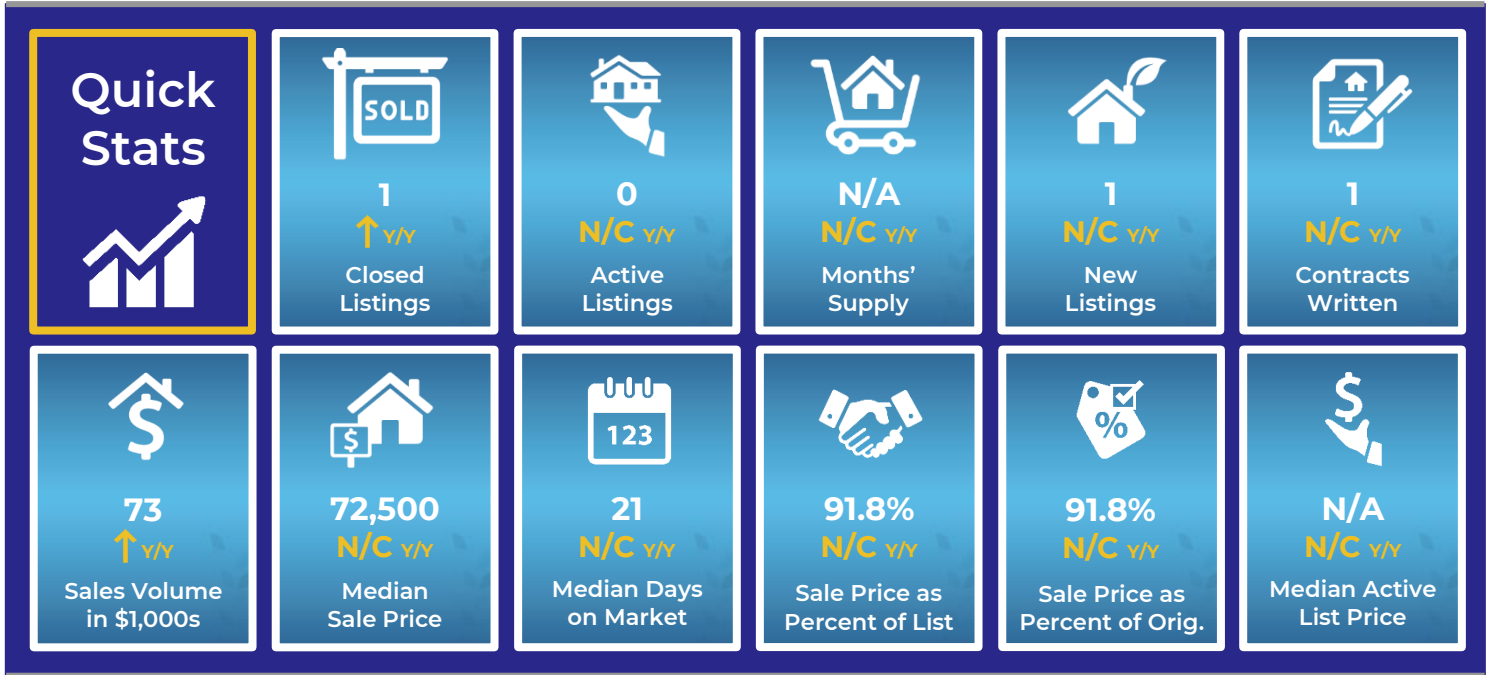 Quick
Stats
SOLD
1
↑ Y/Y
Closed
Listings
0
N/C Y/Y
Active
Listings
N/A
N/C Y/Y
Months’
Supply
1
N/C Y/Y
New
Listings
1
N/C Y/Y
Contracts
Written
$
73
↑ Y/Y
Sales Volume
in $1,000s
$
72,500
N/C Y/Y
Median
Sale Price
123
21
N/C Y/Y
Median Days
on Market
91.8%
N/C Y/Y
Sale Price as
Percent of List
%
91.8%
N/C Y/Y
Sale Price as
Percent of Orig.
$
N/A
N/C Y/Y
Median Active
List Price